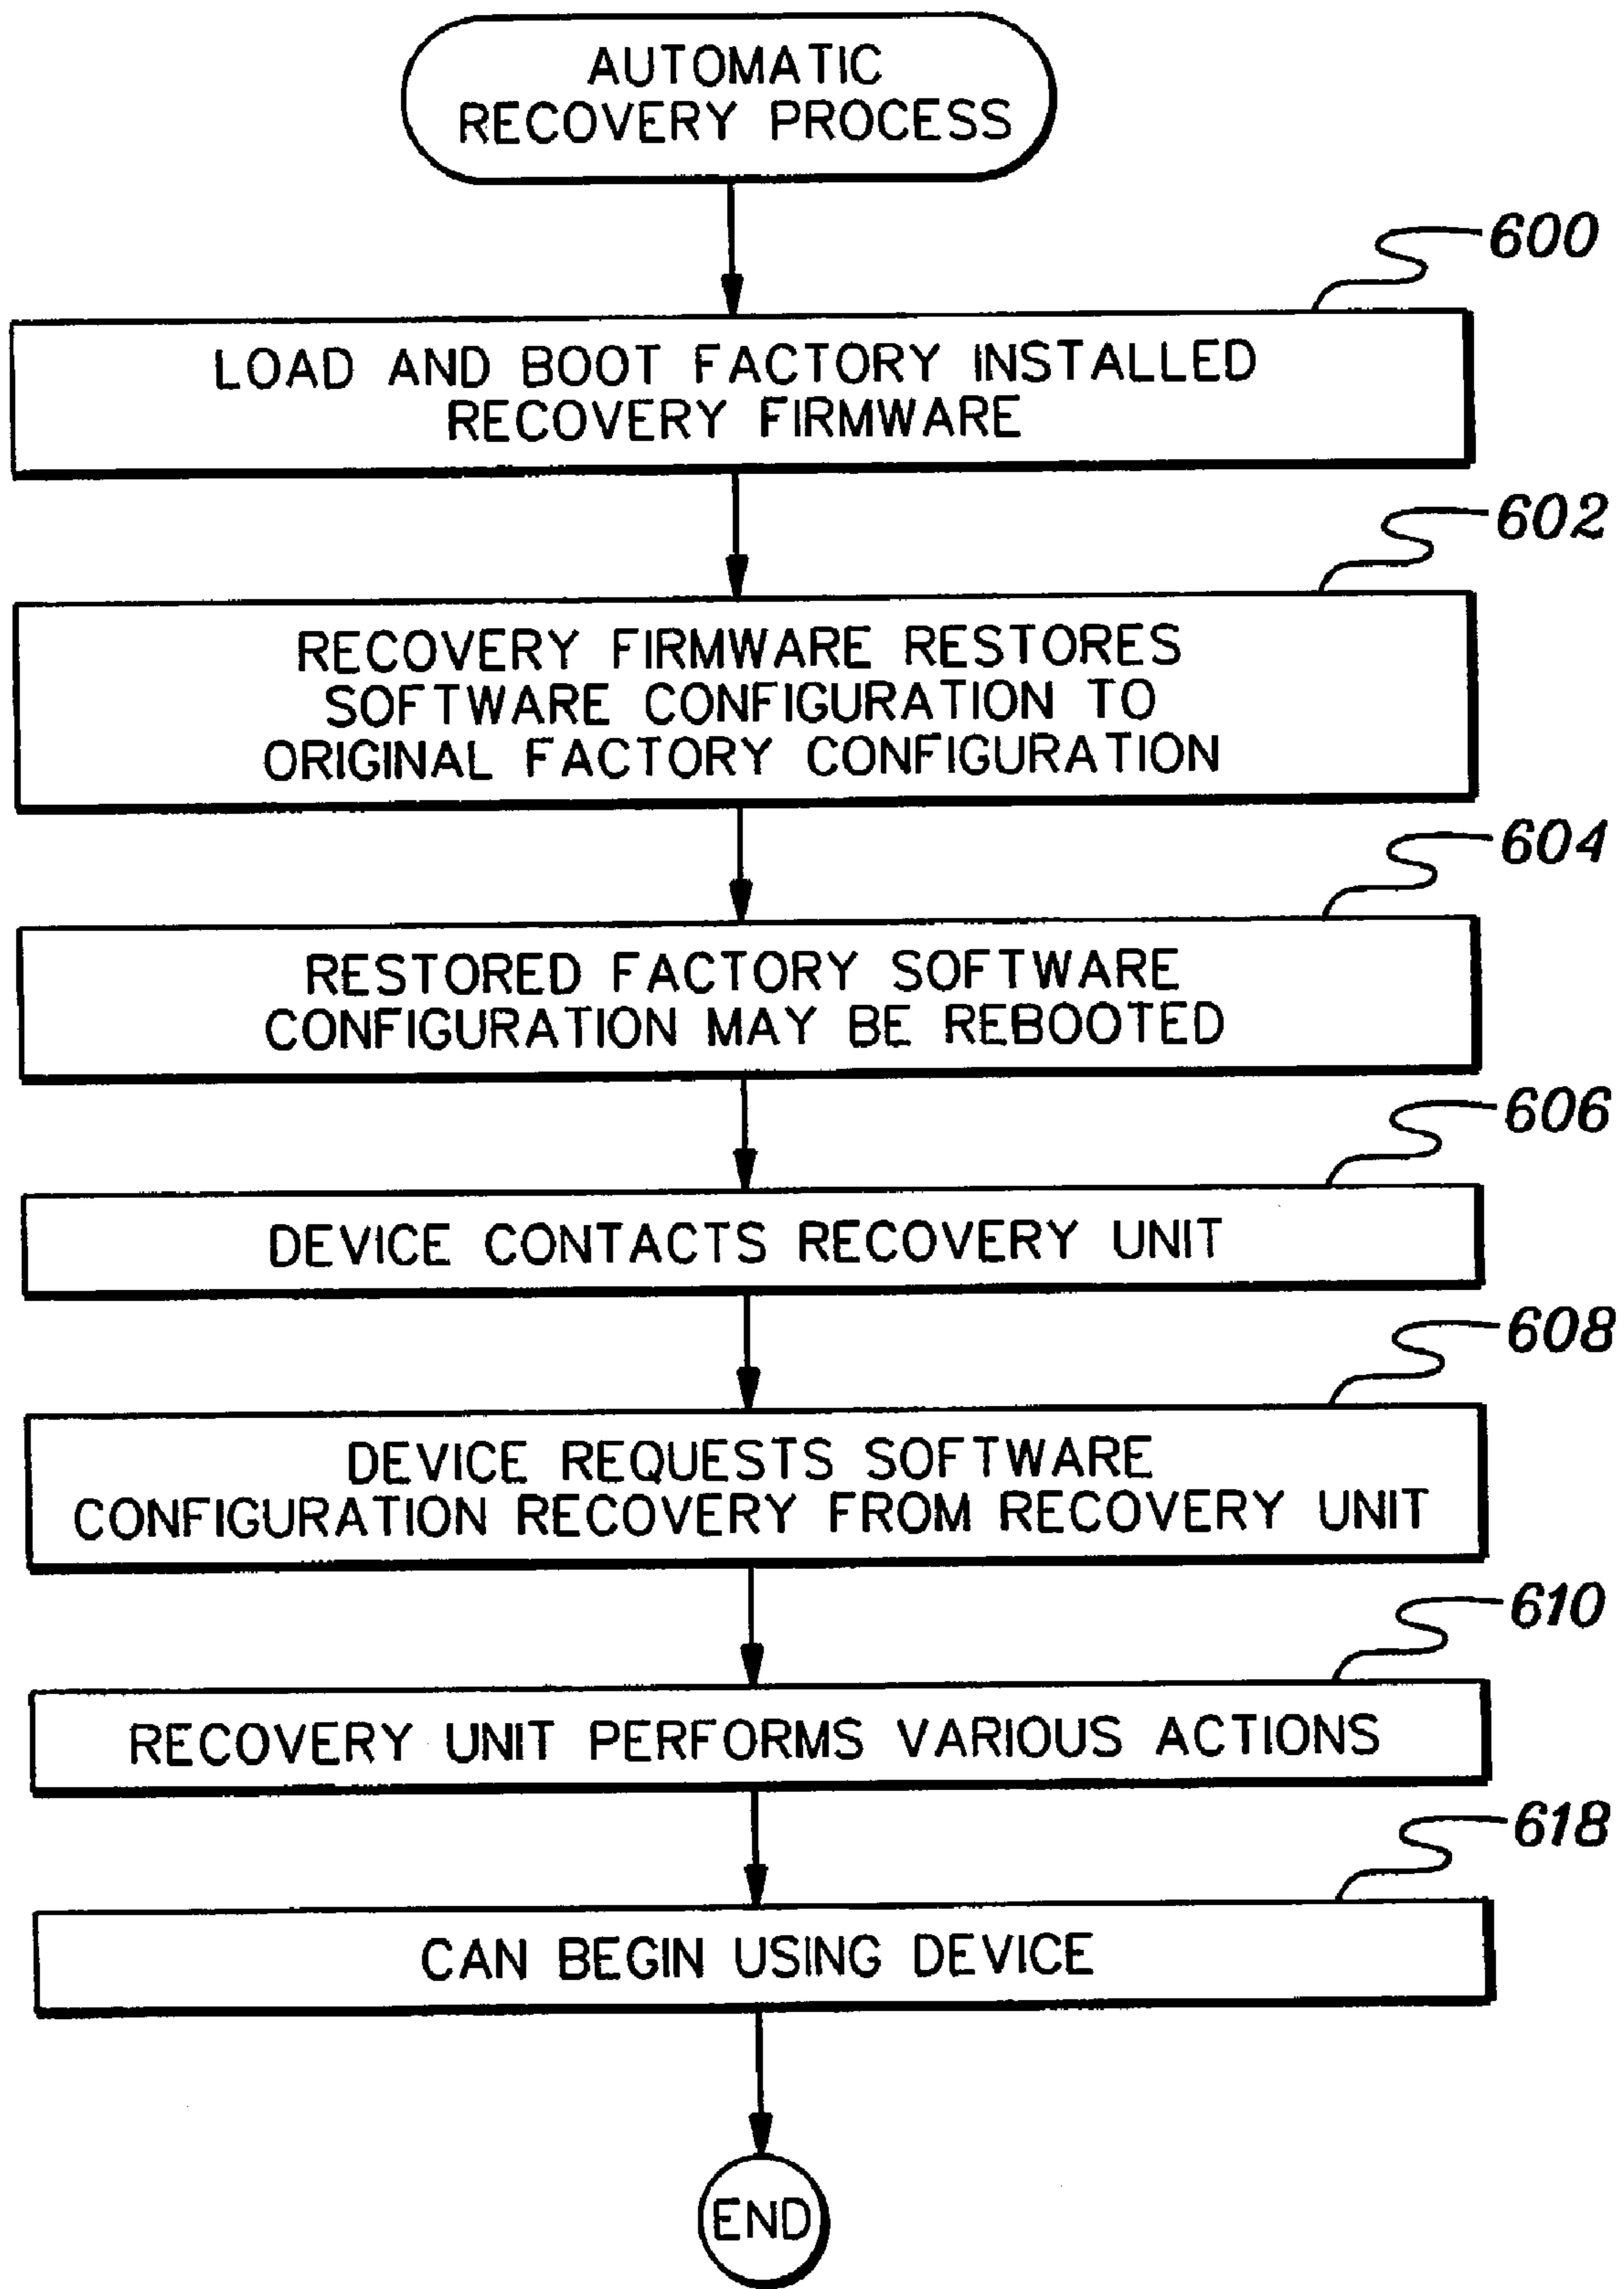 AUTOMATIC
RECOVERY PROCESS
600
LOAD AND BOOT FACTORY INSTALLED
RECOVERY FIRMWARE
602
RECOVERY FIRMWARE RESTORES
SOFTWARE CONFIGURATION TO
ORIGINAL FACTORY CONFIGURATION
604
RESTORED FACTORY SOFTWARE
CONFIGURATION MAY BE REBOOTED
606
DEVICE CONTACTS RECOVERY UNIT
608
DEVICE REQUESTS SOFTWARE
CONFIGURATION RECOVERY FROM RECOVERY UNIT
610
RECOVERY UNIT PERFORMS VARIOUS ACTIONS
618
CAN BEGIN USING DEVICE
END